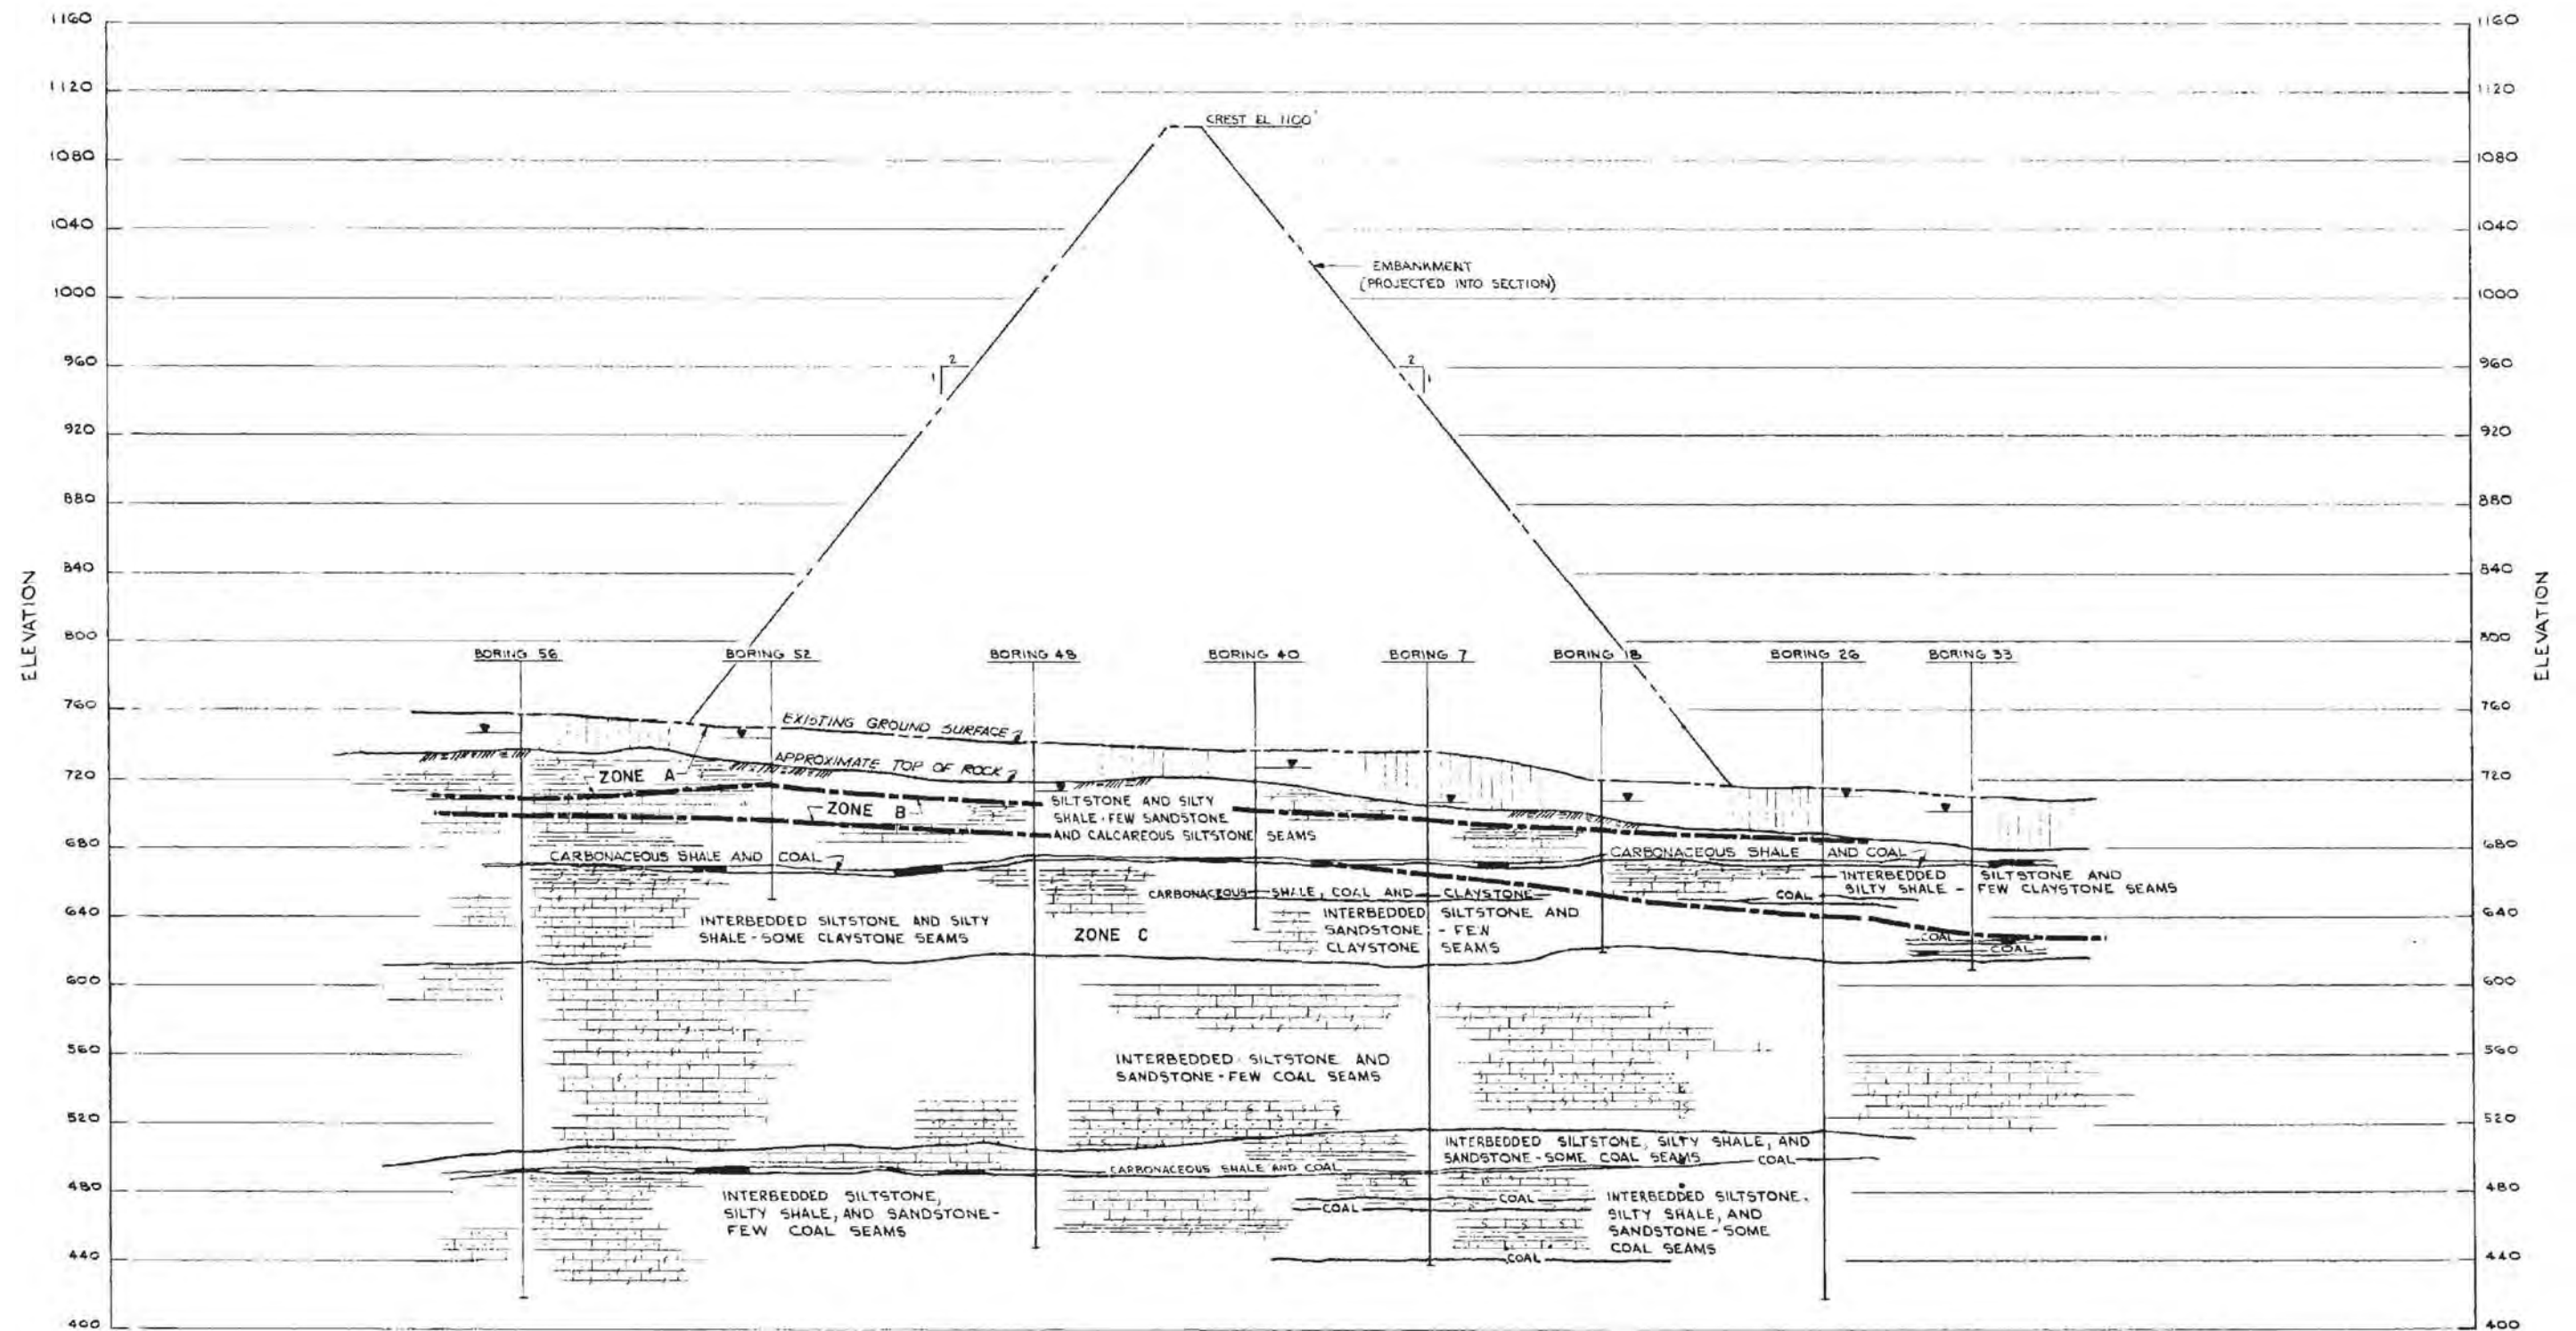 1160
1120
1080
1040
1000
960
920
880
840
800
760
720
680
640
600
560
520
480
440
400
ELEVATION
CREST EL 1100'
EMBANKMENT
(PROJECTED INTO SECTION)
2
1
2
1
BORING 56
BORING 52
BORING 48
BORING 40
BORING 7
BORING 18
BORING 26
BORING 33
EXISTING GROUND SURFACE
APPROXIMATE TOP OF ROCK
ZONE A
ZONE B
SILTSTONE AND SILTY
SHALE - FEW SANDSTONE
AND CALCAREOUS SILTSTONE SEAMS
CARBONACEOUS SHALE AND COAL
CARBONACEOUS SHALE AND COAL
INTERBEDDED SILTSTONE AND
SILTY SHALE - FEW CLAYSTONE SEAMS
CARBONACEOUS SHALE, COAL AND CLAYSTONE
COAL
INTERBEDDED SILTSTONE AND SILTY
SHALE - SOME CLAYSTONE SEAMS
ZONE C
INTERBEDDED SILTSTONE AND
SANDSTONE - FEW
CLAYSTONE SEAMS
COAL
COAL
INTERBEDDED SILTSTONE AND
SANDSTONE - FEW COAL SEAMS
INTERBEDDED SILTSTONE, SILTY SHALE, AND
SANDSTONE - SOME COAL SEAMS
COAL
CARBONACEOUS SHALE AND COAL
INTERBEDDED SILTSTONE,
SILTY SHALE, AND SANDSTONE -
FEW COAL SEAMS
COAL
COAL
INTERBEDDED SILTSTONE,
SILTY SHALE, AND
SANDSTONE - SOME
COAL SEAMS
COAL
1160
1120
1080
1040
1000
960
920
880
840
800
760
720
680
640
600
560
520
480
440
400
ELEVATION